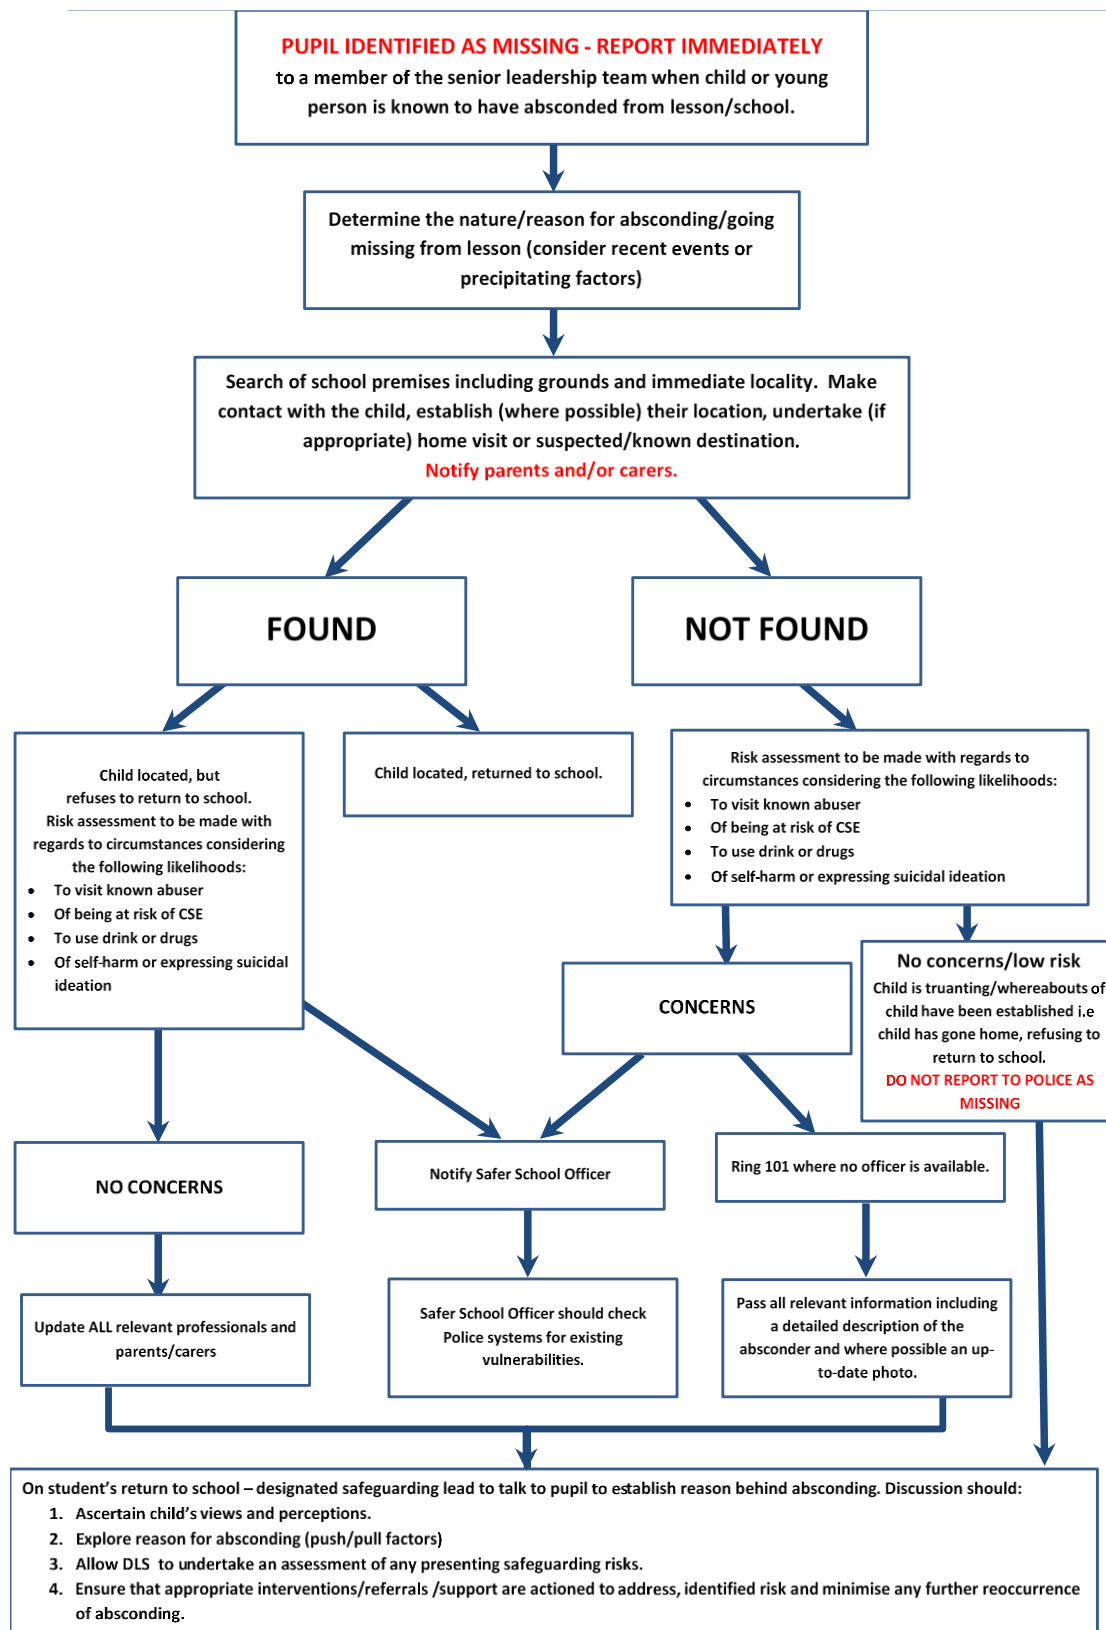 PUPIL IDENTIFIED AS MISSING - REPORT IMMEDIATELY
to a member of the senior leadership team when child or young
person is known to have absconded from lesson/school.
Determine the nature/reason for absconding/going
missing from lesson (consider recent events or
precipitating factors)
Search of school premises including grounds and immediate locality. Make
contact with the child, establish (where possible) their location, undertake (if
appropriate) home visit or suspected/known destination.
Notify parents and/or carers.
FOUND
NOT FOUND
Child located, but
refuses to return to school.
Risk assessment to be made with
regards to circumstances considering
the following likelihoods:
• To visit known abuser
• Of being at risk of CSE
• To use drink or drugs
• Of self-harm or expressing suicidal
ideation
Child located, returned to school.
Risk assessment to be made with regards to
circumstances considering the following likelihoods:
• To visit known abuser
• Of being at risk of CSE
• To use drink or drugs
• Of self-harm or expressing suicidal ideation
CONCERNS
No concerns/low risk
Child is truanting/whereabouts of
child have been established i.e
child has gone home, refusing to
return to school.
DO NOT REPORT TO POLICE AS
MISSING
NO CONCERNS
Notify Safer School Officer
Ring 101 where no officer is available.
Update ALL relevant professionals and
parents/carers
Safer School Officer should check
Police systems for existing
vulnerabilities.
Pass all relevant information including
a detailed description of the
absconder and where possible an up-
to-date photo.
On student's return to school – designated safeguarding lead to talk to pupil to establish reason behind absconding. Discussion should:
1. Ascertain child's views and perceptions.
2. Explore reason for absconding (push/pull factors)
3. Allow DLS to undertake an assessment of any presenting safeguarding risks.
4. Ensure that appropriate interventions/referrals /support are actioned to address, identified risk and minimise any further reoccurrence
of absconding.